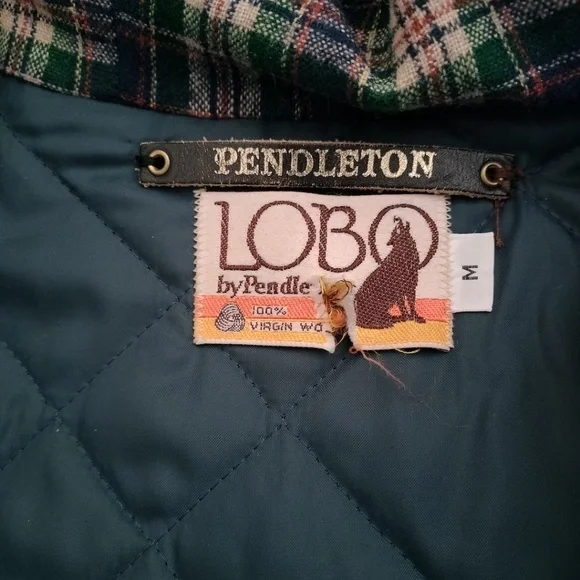 PENDLETON
LOBO
by Pendle
100%
VIRGIN WO
M